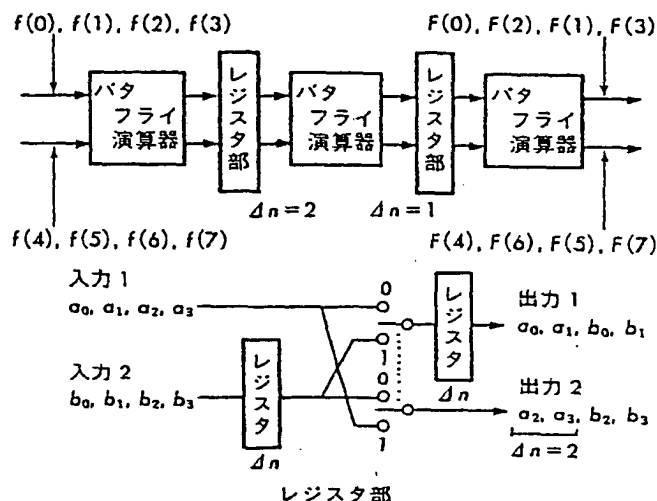 f(0), f(1), f(2), f(3)
F(0), F(2), F(1), F(3)
バタ
フライ
演算器
レジスタ部
バタ
フライ
演算器
レジスタ部
バタ
フライ
演算器
Δn=2
Δn=1
f(4), f(5), f(6), f(7)
F(4), F(6), F(5), F(7)
入力1
a₀, a₁, a₂, a₃
0
1
レジスタ
Δn
出力1
a₀, a₁, b₀, b₁
入力2
b₀, b₁, b₂, b₃
レジスタ
Δn
0
1
出力2
a₂, a₃, b₂, b₃
Δn=2
レジスタ部